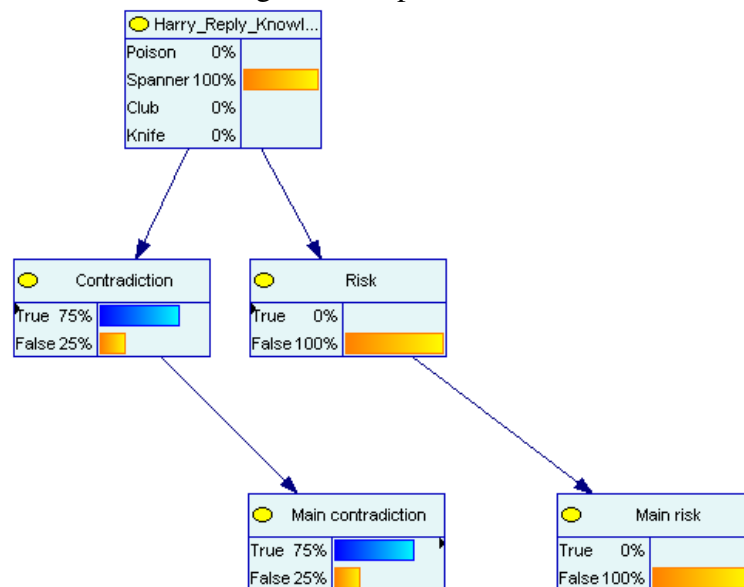 Harry_Reply_Knowl...
Poison 0%
Spanner 100%
Club 0%
Knife 0%
Contradiction
True 75%
False 25%
Risk
True 0%
False 100%
Main contradiction
True 75%
False 25%
Main risk
True 0%
False 100%